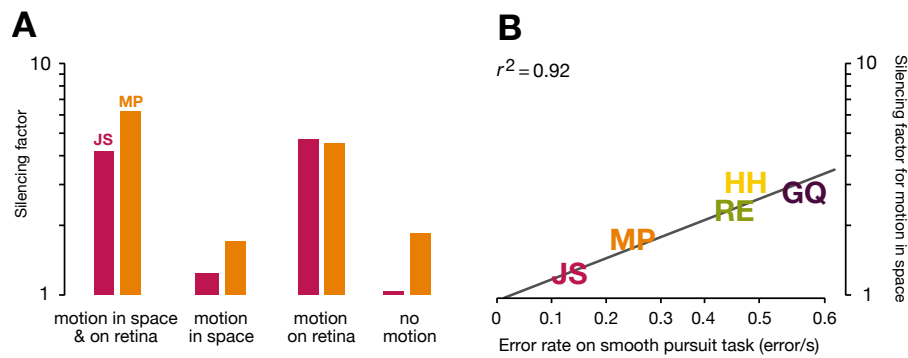 A
10
Silencing factor
1
JS
MP
motion in space
& on retina
motion
in space
motion
on retina
no
motion
B
r² = 0.92
HH
GQ
RE
MP
JS
10
1
Silencing factor for motion in space
0 0.1 0.2 0.3 0.4 0.5 0.6
Error rate on smooth pursuit task (error/s)